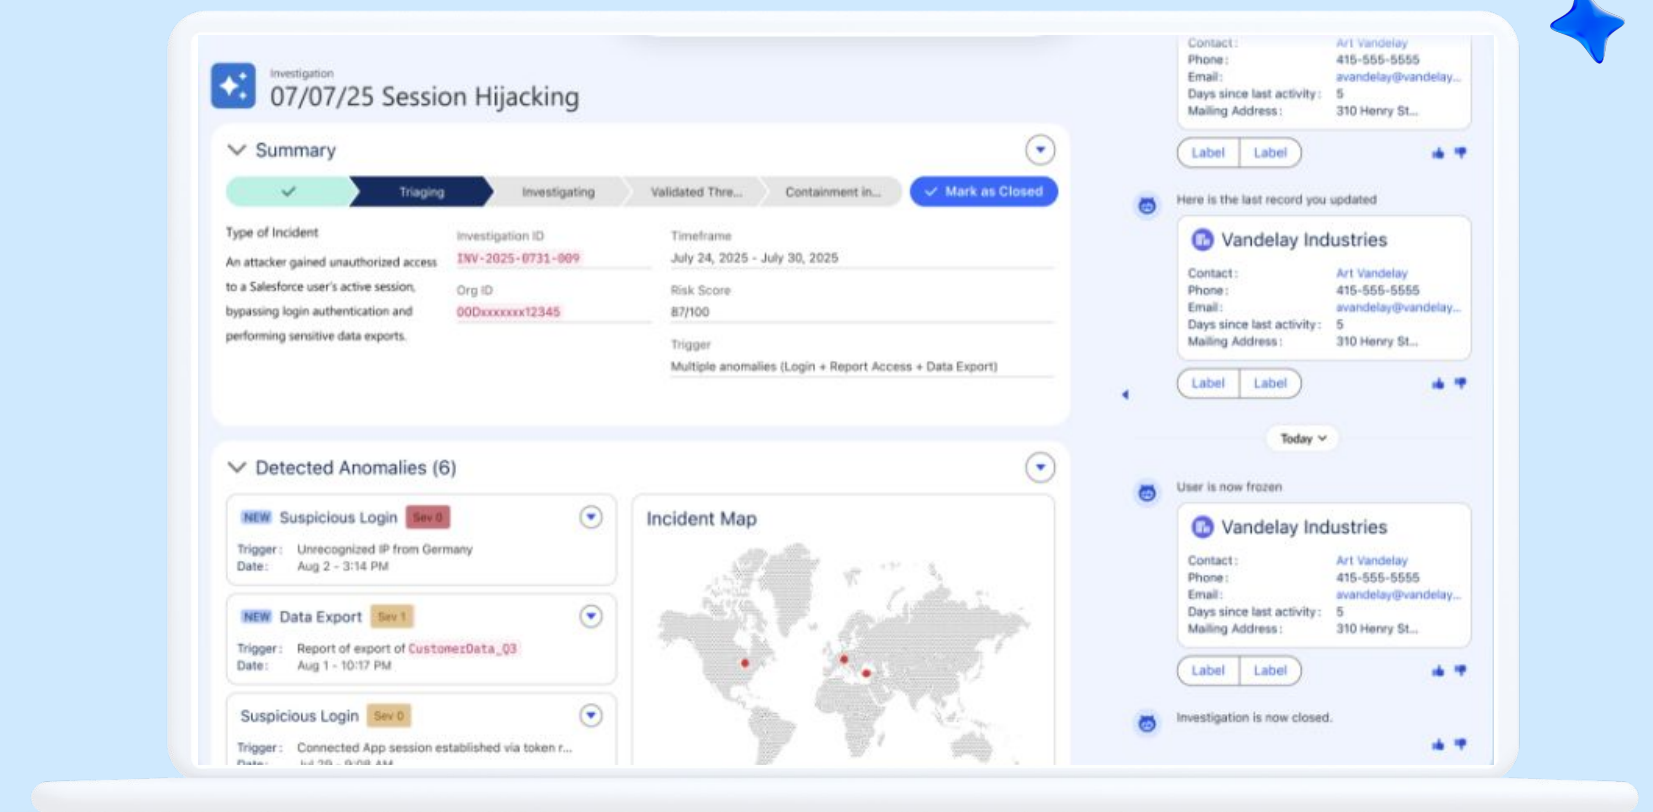 Investigation
07/07/25 Session Hijacking
Summary
Triaging
Investigating
Validated Thre...
Containment in...
Mark as Closed
Type of Incident
An attacker gained unauthorized access
to a Salesforce user's active session,
bypassing login authentication and
performing sensitive data exports.
Investigation ID
INV-2025-0731-009
Org ID
00Dxxxxxxx12345
Timeframe
July 24, 2025 - July 30, 2025
Risk Score
87/100
Trigger
Multiple anomalies (Login + Report Access + Data Export)
Detected Anomalies (6)
NEW Suspicious Login Sev 0
Trigger: Unrecognized IP from Germany
Date: Aug 2 - 3:14 PM
NEW Data Export Sev 1
Trigger: Report of export of CustomerData_Q3
Date: Aug 1 - 10:17 PM
Suspicious Login Sev 0
Trigger: Connected App session established via token r...
Date: Jul 29 - 9:08 AM
Incident Map
Contact: Art Vandelay
Phone: 415-555-5555
Email: avandelay@vandelay...
Days since last activity: 5
Mailing Address: 310 Henry St...
Label Label
Here is the last record you updated
Vandelay Industries
Contact: Art Vandelay
Phone: 415-555-5555
Email: avandelay@vandelay...
Days since last activity: 5
Mailing Address: 310 Henry St...
Label Label
Today
User is now frozen
Vandelay Industries
Contact: Art Vandelay
Phone: 415-555-5555
Email: avandelay@vandelay...
Days since last activity: 5
Mailing Address: 310 Henry St...
Label Label
Investigation is now closed.